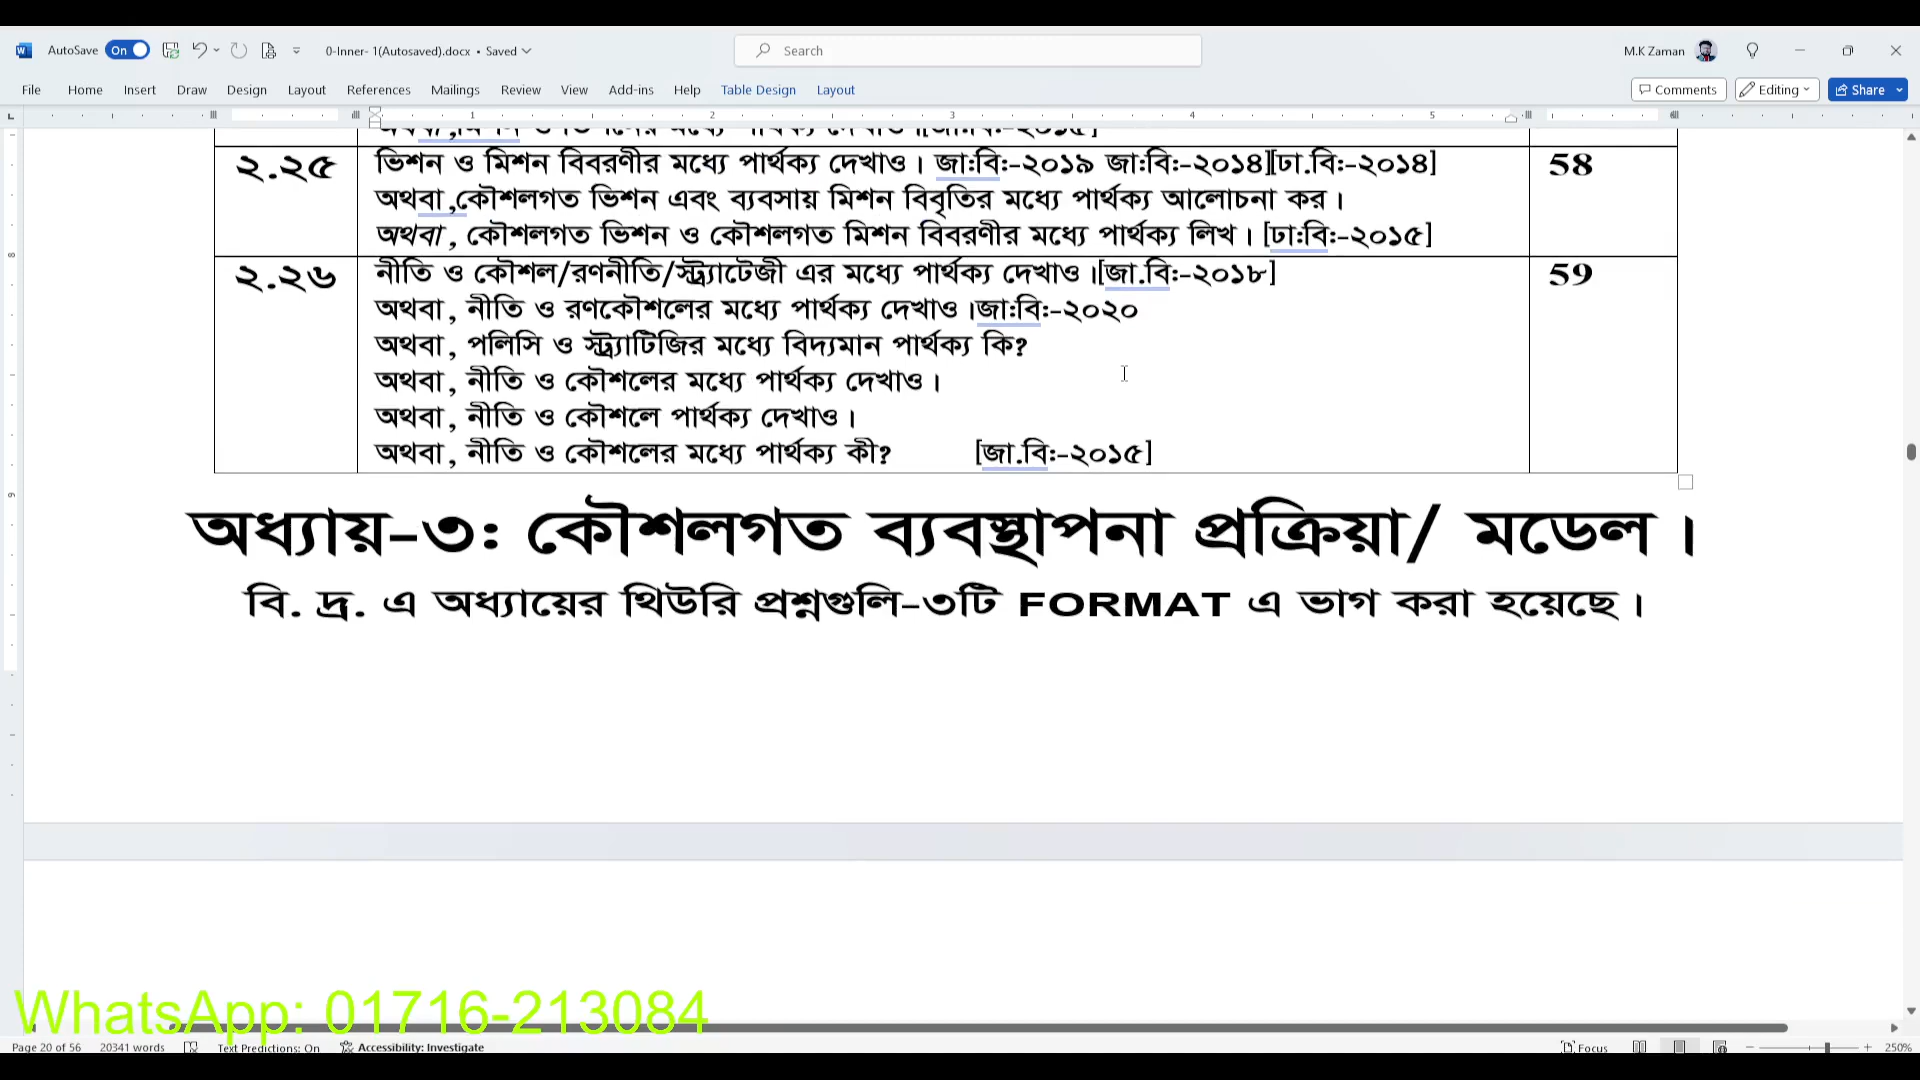 AutoSave On 0-Inner- 1(Autosaved).docx • Saved Search M.K Zaman
File Home Insert Draw Design Layout References Mailings Review View Add-ins Help Table Design Layout Comments Editing Share
1 2 3 4 5
২.২৫ ভিশন ও মিশন বিবরণীর মধ্যে পার্থক্য দেখাও। জা:বি:-২০১৯ জা:বি:-২০১৪][ঢা.বি:-২০১৪] 58
অথবা,কৌশলগত ভিশন এবং ব্যবসায় মিশন বিবৃতির মধ্যে পার্থক্য আলোচনা কর।
অথবা, কৌশলগত ভিশন ও কৌশলগত মিশন বিবরণীর মধ্যে পার্থক্য লিখ। [ঢা:বি:-২০১৫]
২.২৬ নীতি ও কৌশল/রণনীতি/স্ট্র্যাটেজী এর মধ্যে পার্থক্য দেখাও।[জা.বি:-২০১৮] 59
অথবা, নীতি ও রণকৌশলের মধ্যে পার্থক্য দেখাও।জা:বি:-২০২০
অথবা, পলিসি ও স্ট্র্যাটিজির মধ্যে বিদ্যমান পার্থক্য কি?
অথবা, নীতি ও কৌশলের মধ্যে পার্থক্য দেখাও।
অথবা, নীতি ও কৌশলে পার্থক্য দেখাও।
অথবা, নীতি ও কৌশলের মধ্যে পার্থক্য কী? [জা.বি:-২০১৫]
অধ্যায়-৩: কৌশলগত ব্যবস্থাপনা প্রক্রিয়া/ মডেল।
বি. দ্র. এ অধ্যায়ের থিউরি প্রশ্নগুলি-৩টি FORMAT এ ভাগ করা হয়েছে।
WhatsApp: 01716-213084
Page 20 of 56 20341 words Text Predictions: On Accessibility: Investigate Focus 250%